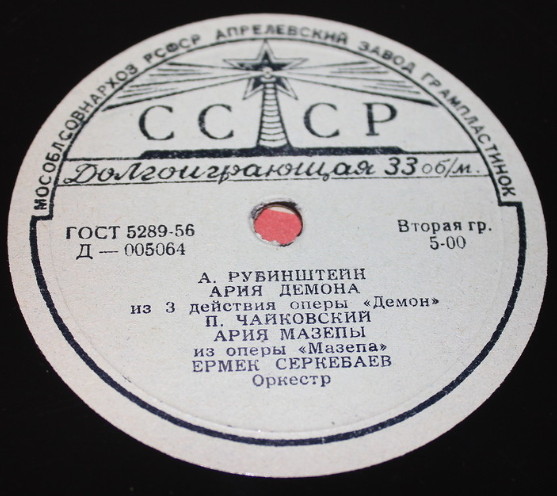 МОСОБЛСОВНАРХОЗ РСФСР АПРЕЛЕВСКИЙ ЗАВОД ГРАМПЛАСТИНОК
СССР
Долгоиграющая 33 об/м.
ГОСТ 5289-56
Д — 005064
Вторая гр.
5-00
А. РУБИНШТЕЙН
АРИЯ ДЕМОНА
из 3 действия оперы «Демон»
П. ЧАЙКОВСКИЙ
АРИЯ МАЗЕПЫ
из оперы «Мазепа»
ЕРМЕК СЕРКЕБАЕВ
Оркестр